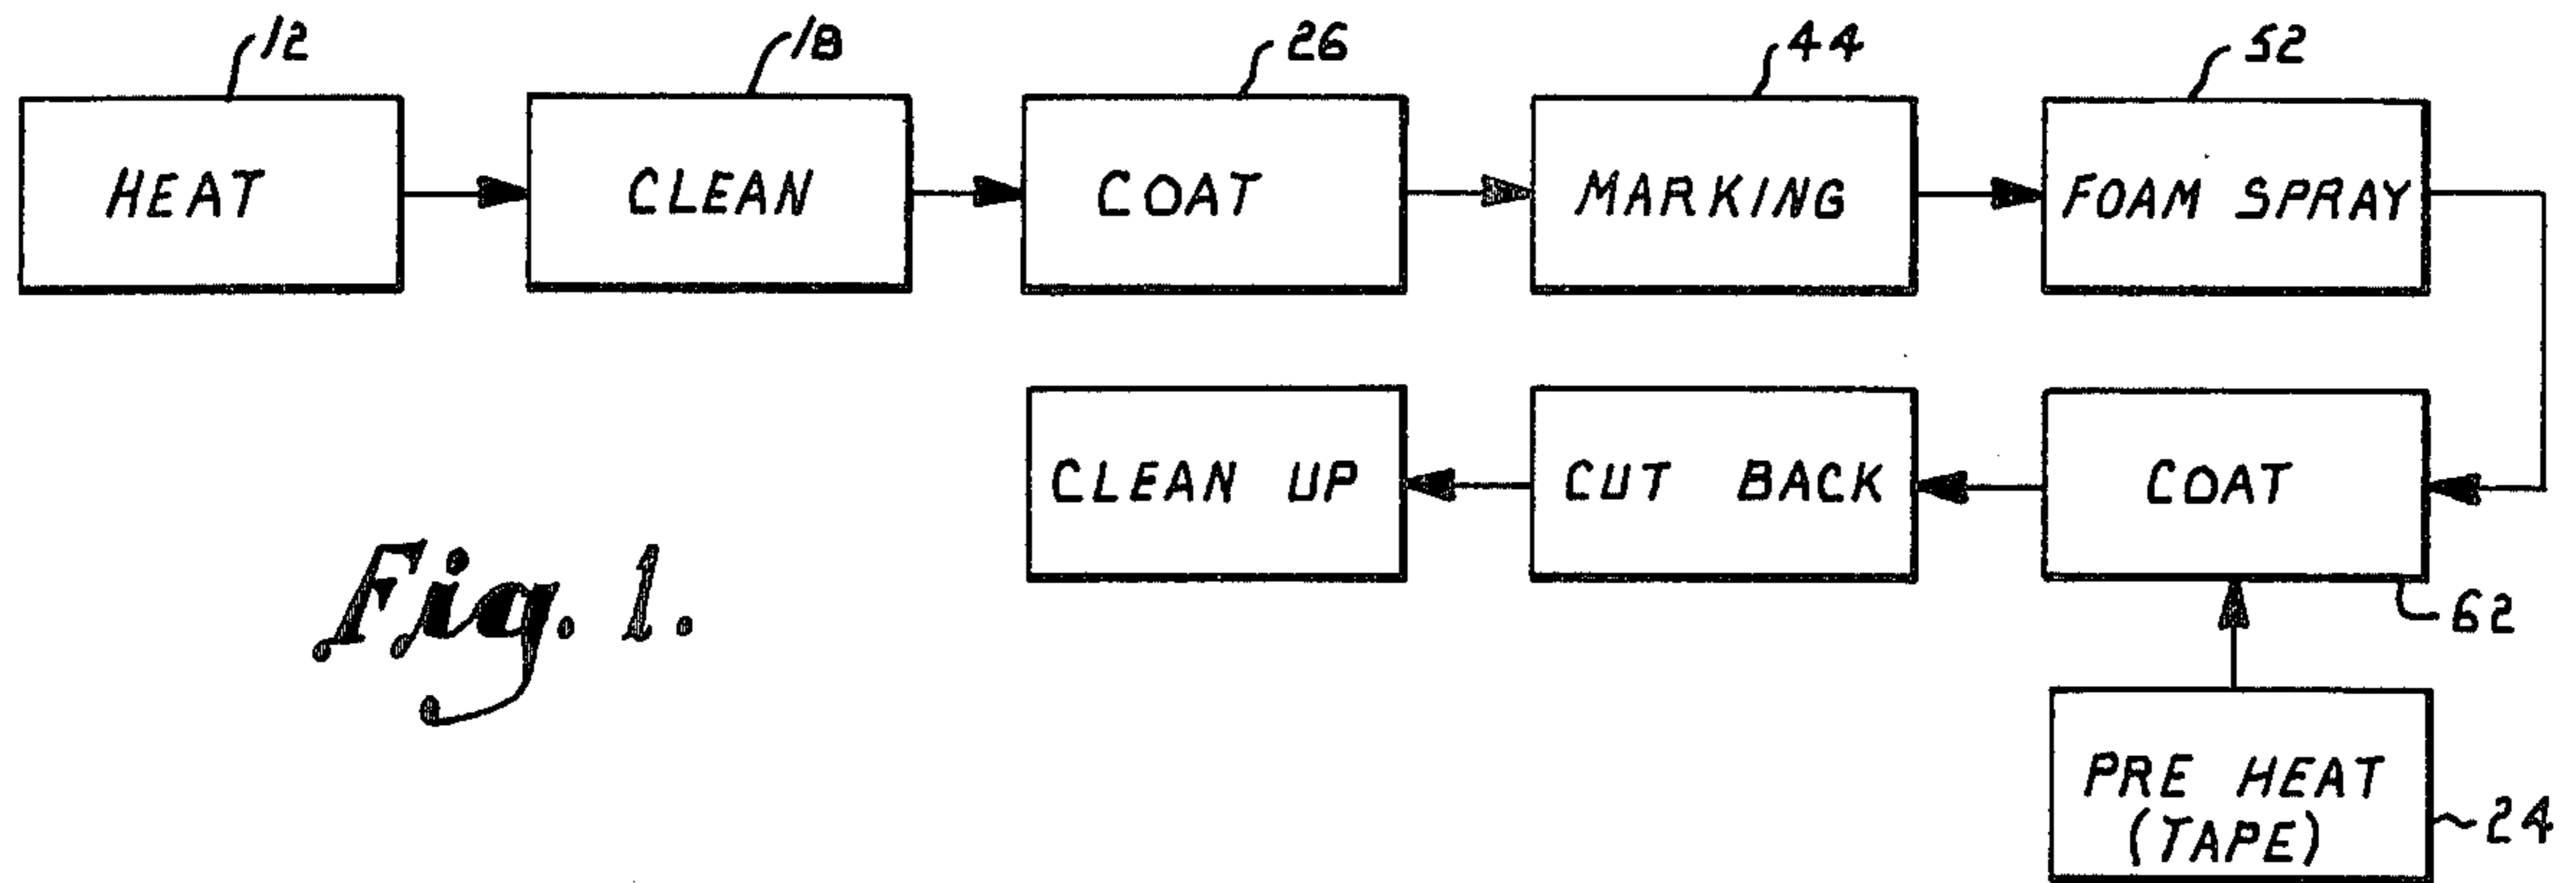 12
18
26
44
52
HEAT
CLEAN
COAT
MARKING
FOAM SPRAY
CLEAN UP
CUT BACK
COAT
62
Fig. 1.
PRE HEAT
(TAPE)
24